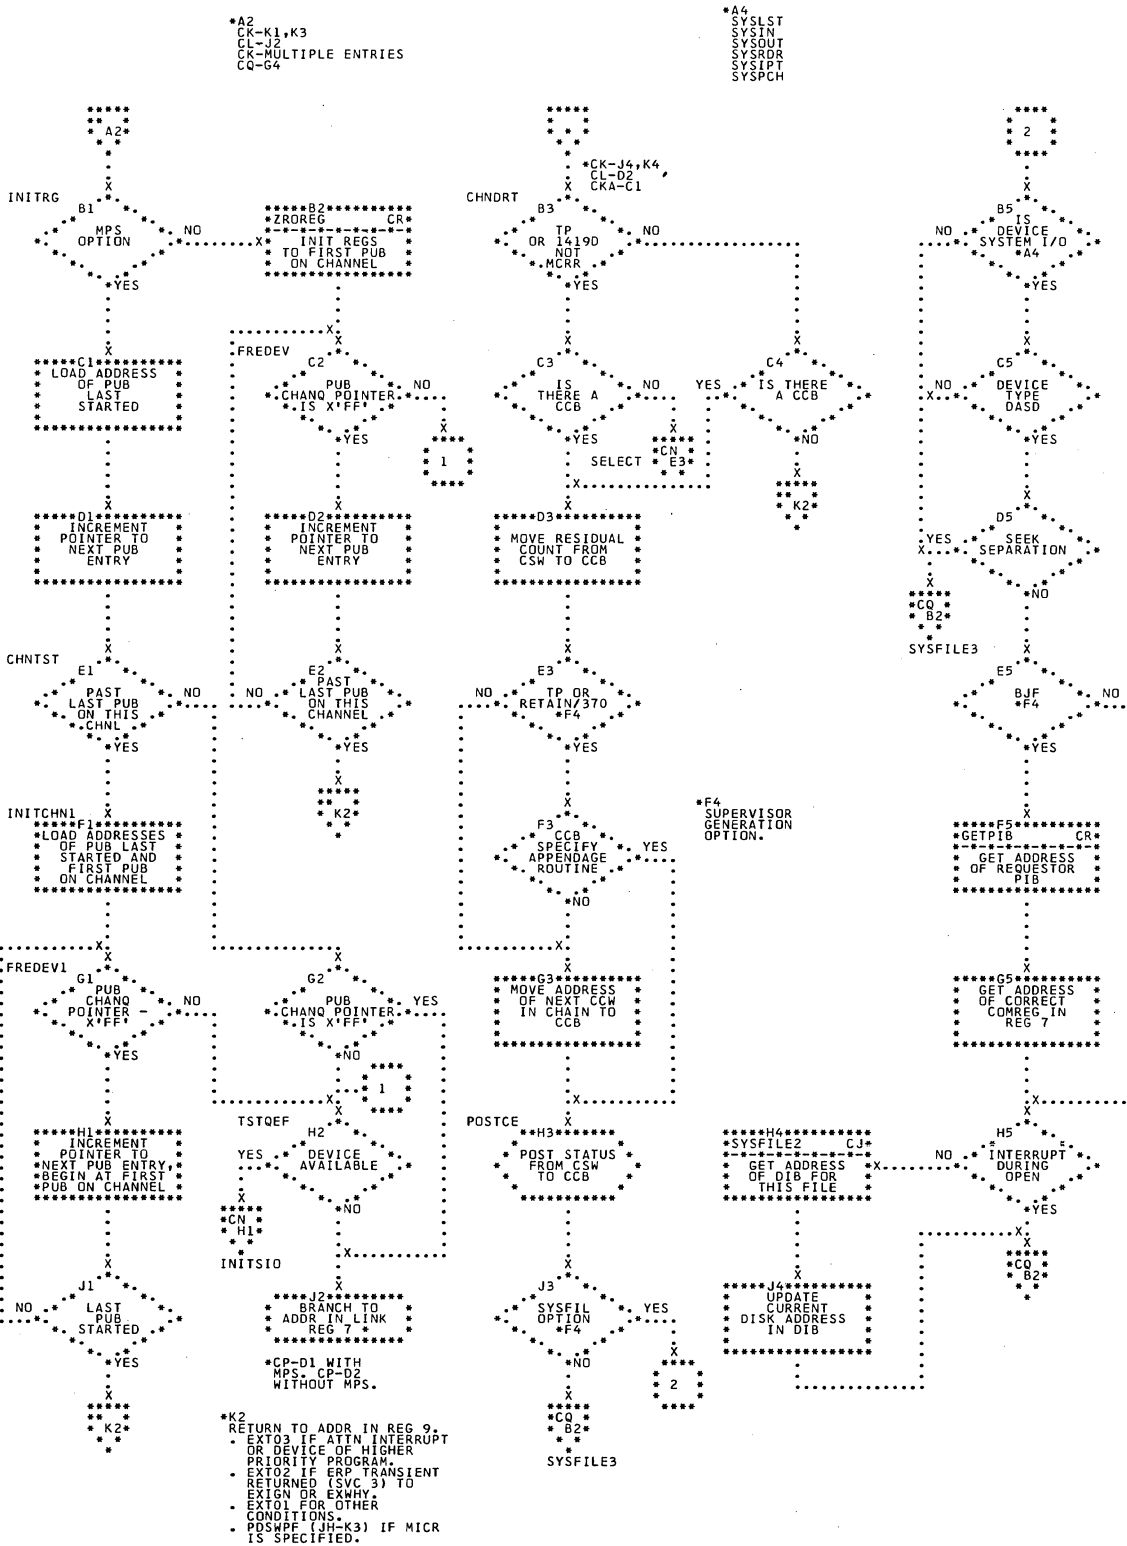 *A2
CK-K1,K3
CL-J2
CK-MULTIPLE ENTRIES
CQ-G4
*A4
SYSLST
SYSIN
SYSOUT
SYSRDR
SYSIPT
SYSPCH
A2*
INITRG
B1
MPS
OPTION
NO
YES
C1
LOAD ADDRESS
OF PUB
LAST
STARTED
D1
INCREMENT
POINTER TO
NEXT PUB
ENTRY
CHNTST
E1
PAST
LAST PUB
ON THIS
CHNL
NO
YES
INITCHN1
F1
LOAD ADDRESSES
OF PUB LAST
STARTED AND
FIRST PUB
ON CHANNEL
FREDEV1
G1
PUB
CHANQ
POINTER -
X'FF'
NO
YES
H1
INCREMENT
POINTER TO
NEXT PUB ENTRY,
BEGIN AT FIRST
PUB ON CHANNEL
J1
LAST
PUB
STARTED
NO
YES
K2*
B2
ZROREG CR
INIT REGS
TO FIRST PUB
ON CHANNEL
FREDEV
C2
PUB
CHANQ POINTER
IS X'FF'
NO
YES
1
D2
INCREMENT
POINTER TO
NEXT PUB
ENTRY
E2
PAST
LAST PUB
ON THIS
CHANNEL
NO
YES
K2*
G2
PUB
CHANQ POINTER
IS X'FF'
YES
NO
1
TSTQEF
H2
DEVICE
AVAILABLE
YES
NO
CN
H1
INITSIO
J2
BRANCH TO
ADDR IN LINK
REG 7 *
*CP-D1 WITH
MPS. CP-D2
WITHOUT MPS.
*K2
RETURN TO ADDR IN REG 9.
. EXT03 IF ATTN INTERRUPT
OR DEVICE OF HIGHER
PRIORITY PROGRAM.
. EXT02 IF ERP TRANSIENT
RETURNED (SVC 3) TO
EXIGN OR EXWHY.
. EXT01 FOR OTHER
CONDITIONS.
. PDSWPF (JH-K3) IF MICR
IS SPECIFIED.
*
*CK-J4,K4
CL-D2
CKA-C1
CHNDRT
B3
TP
OR 1419D
NOT
MCRR
NO
YES
C3
IS
THERE A
CCB
NO
YES
SELECT
CN
E3
C4
IS THERE
A CCB
YES
NO
K2*
D3
MOVE RESIDUAL
COUNT FROM
CSW TO CCB
E3
TP OR
RETAIN/370
*F4
NO
YES
*F4
SUPERVISOR
GENERATION
OPTION.
F3
CCB
SPECIFY
APPENDAGE
ROUTINE
YES
NO
G3
MOVE ADDRESS
OF NEXT CCW
IN CHAIN TO
CCB
POSTCE
H3
POST STATUS
FROM CSW
TO CCB
J3
SYSFIL
OPTION
*F4
YES
NO
2
CQ
B2
SYSFILE3
2
B5
IS
DEVICE
SYSTEM I/O
*A4
NO
YES
C5
DEVICE
TYPE
DASD
NO
YES
D5
SEEK
SEPARATION
YES
NO
CQ
B2
SYSFILE3
E5
BJF
*F4
NO
YES
F5
GETPIB CR
GET ADDRESS
OF REQUESTOR
PIB
G5
GET ADDRESS
OF CORRECT
COMREG IN
REG 7
H5
INTERRUPT
DURING
OPEN
NO
YES
H4
SYSFILE2 CJ
GET ADDRESS
OF DIB FOR
THIS FILE
J4
UPDATE
CURRENT
DISK ADDRESS
IN DIB
CQ
B2